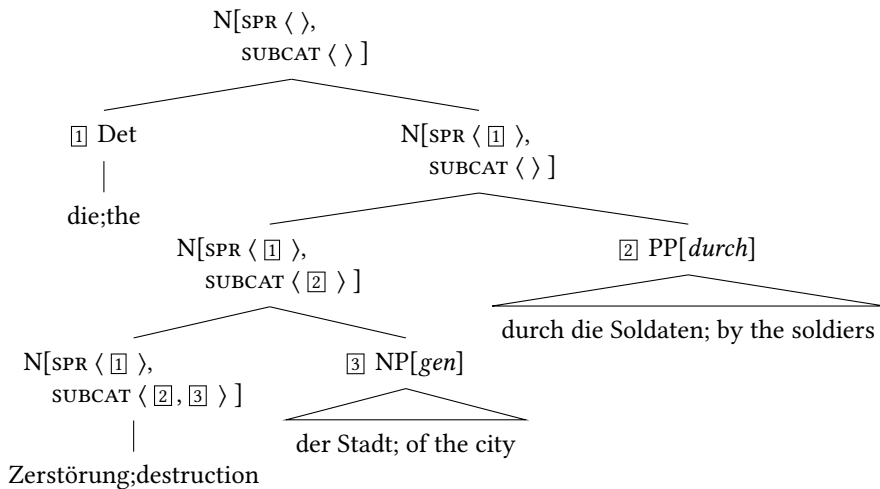 N[SPR ⟨ ⟩,
SUBCAT ⟨ ⟩ ]
[1] Det
N[SPR ⟨ [1] ⟩,
SUBCAT ⟨ ⟩ ]
die;the
N[SPR ⟨ [1] ⟩,
SUBCAT ⟨ [2] ⟩ ]
[2] PP[durch]
durch die Soldaten; by the soldiers
N[SPR ⟨ [1] ⟩,
SUBCAT ⟨ [2], [3] ⟩ ]
[3] NP[gen]
der Stadt; of the city
Zerstörung;destruction